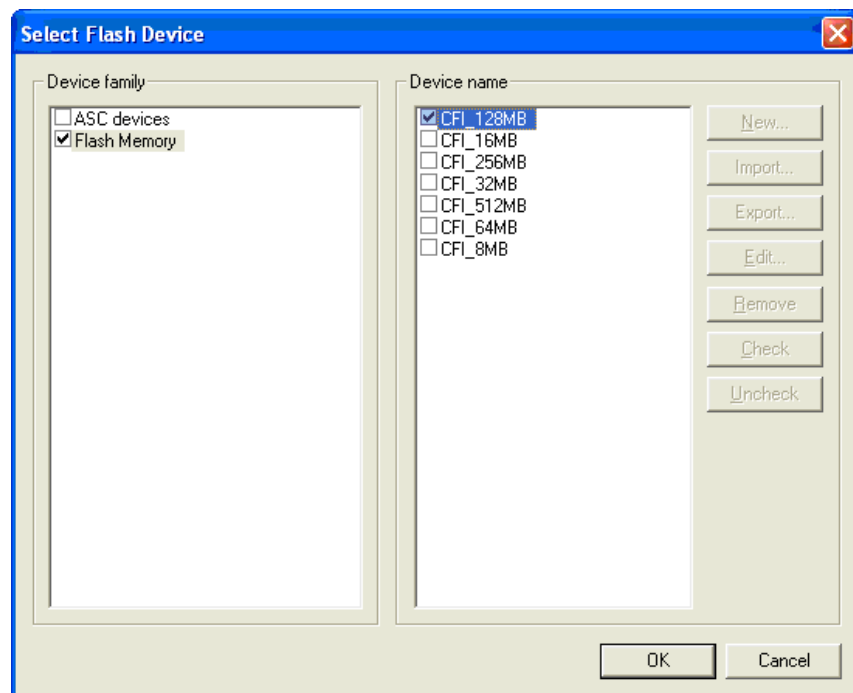 Select Flash Device
Device family
ASC devices
Flash Memory
Device name
CFI_128MB
CFI_16MB
CFI_256MB
CFI_32MB
CFI_512MB
CFI_64MB
CFI_8MB
New...
Import...
Export...
Edit...
Remove
Check
Uncheck
OK
Cancel